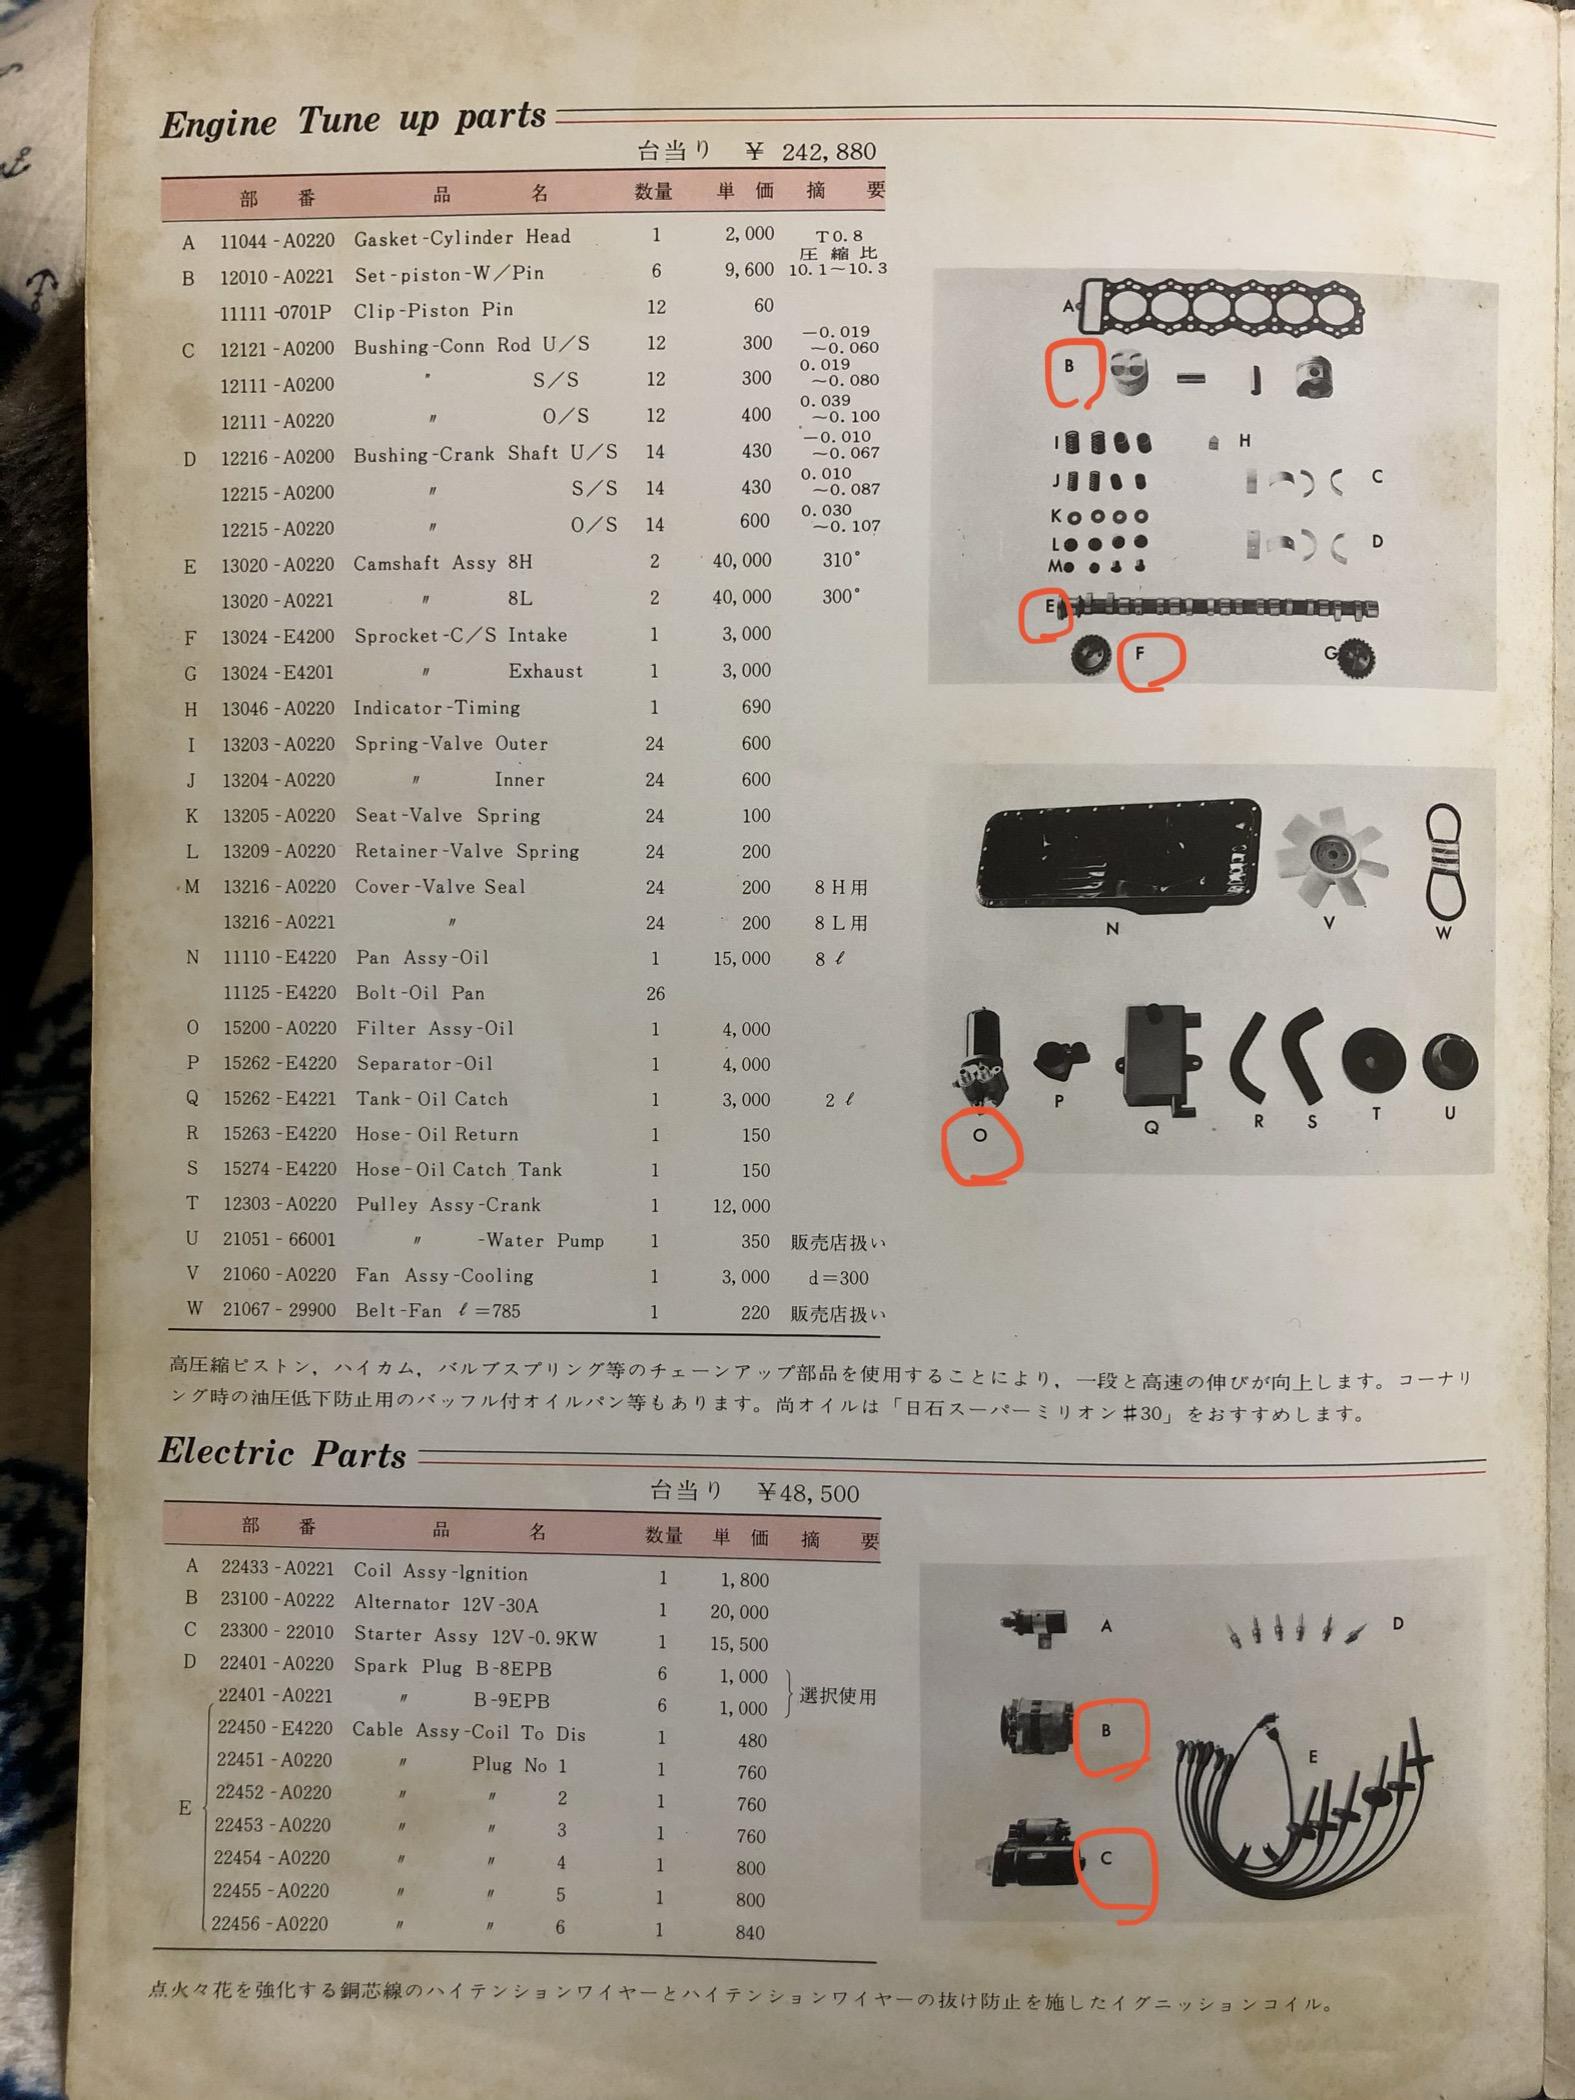 Engine Tune up parts
台当り ¥ 242,880
部 番 品 名 数量 単 価 摘 要
A 11044-A0220 Gasket-Cylinder Head 1 2,000 T0.8
B 12010-A0221 Set-piston-W/Pin 6 9,600 圧縮比 10.1~10.3
11111-0701P Clip-Piston Pin 12 60
C 12121-A0200 Bushing-Conn Rod U/S 12 300 -0.019~0.060
12111-A0200 〃 S/S 12 300 0.019~0.080
12111-A0220 〃 O/S 12 400 0.039~0.100
D 12216-A0200 Bushing-Crank Shaft U/S 14 430 -0.010~0.067
12215-A0200 〃 S/S 14 430 0.010~0.087
12215-A0220 〃 O/S 14 600 0.030~0.107
E 13020-A0220 Camshaft Assy 8H 2 40,000 310°
13020-A0221 〃 8L 2 40,000 300°
F 13024-E4200 Sprocket-C/S Intake 1 3,000
G 13024-E4201 〃 Exhaust 1 3,000
H 13046-A0220 Indicator-Timing 1 690
I 13203-A0220 Spring-Valve Outer 24 600
J 13204-A0220 〃 Inner 24 600
K 13205-A0220 Seat-Valve Spring 24 100
L 13209-A0220 Retainer-Valve Spring 24 200
M 13216-A0220 Cover-Valve Seal 24 200 8H用
13216-A0221 〃 24 200 8L用
N 11110-E4220 Pan Assy-Oil 1 15,000 8ℓ
11125-E4220 Bolt-Oil Pan 26
O 15200-A0220 Filter Assy-Oil 1 4,000
P 15262-E4220 Separator-Oil 1 4,000
Q 15262-E4221 Tank-Oil Catch 1 3,000 2ℓ
R 15263-E4220 Hose-Oil Return 1 150
S 15274-E4220 Hose-Oil Catch Tank 1 150
T 12303-A0220 Pulley Assy-Crank 1 12,000
U 21051-66001 〃 -Water Pump 1 350 販売店扱い
V 21060-A0220 Fan Assy-Cooling 1 3,000 d=300
W 21067-29900 Belt-Fan ℓ=785 1 220 販売店扱い
A
B
I H
J C
K
L D
M
E
F G
N V W
O P Q R S T U
高圧縮ピストン，ハイカム，バルブスプリング等のチェーンアップ部品を使用することにより，一段と高速の伸びが向上します。コーナリ
ング時の油圧低下防止用のバッフル付オイルパン等もあります。尚オイルは「日石スーパーミリオン♯30」をおすすめします。
Electric Parts
台当り ¥48,500
部 番 品 名 数量 単 価 摘 要
A 22433-A0221 Coil Assy-Ignition 1 1,800
B 23100-A0222 Alternator 12V-30A 1 20,000
C 23300-22010 Starter Assy 12V-0.9KW 1 15,500
D 22401-A0220 Spark Plug B-8EPB 6 1,000
22401-A0221 〃 B-9EPB 6 1,000 選択使用
22450-E4220 Cable Assy-Coil To Dis 1 480
22451-A0220 〃 Plug No 1 1 760
22452-A0220 〃 〃 2 1 760
E 22453-A0220 〃 〃 3 1 760
22454-A0220 〃 〃 4 1 800
22455-A0220 〃 〃 5 1 800
22456-A0220 〃 〃 6 1 840
A D
B E
C
点火々花を強化する銅芯線のハイテンションワイヤーとハイテンションワイヤーの抜け防止を施したイグニッションコイル。